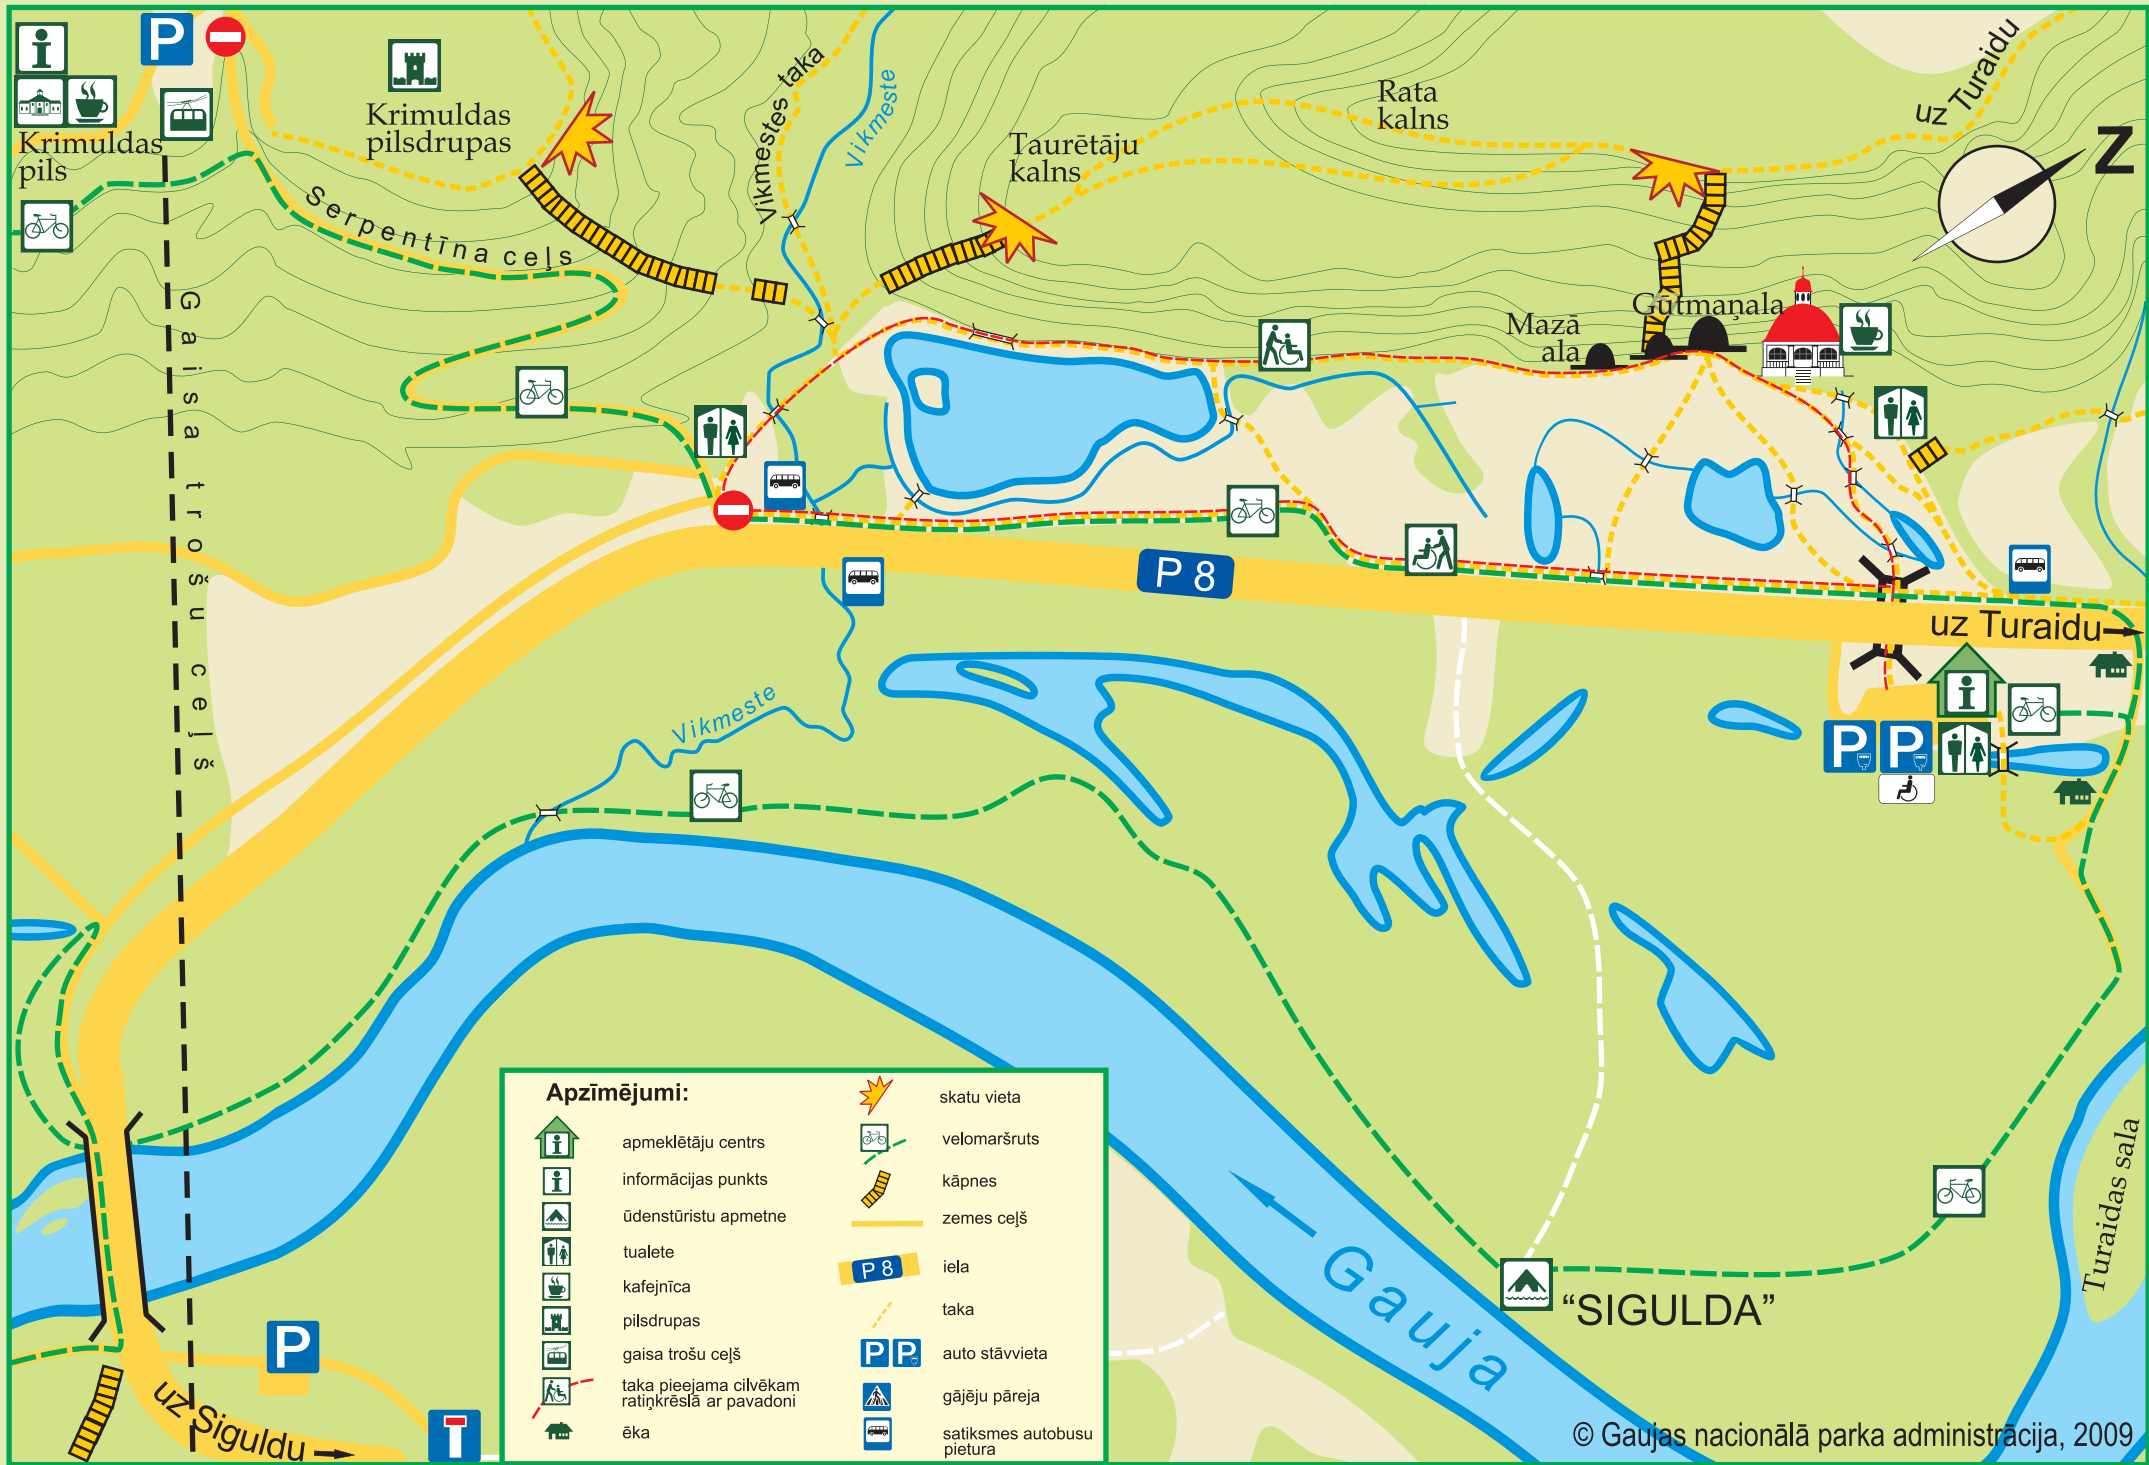 P
Krimuldas
pils
Krimuldas
pilsdrupas
Serpentīna ceļš
Gaisa trošu ceļš
Vikmestes taka
Vikmeste
Taurētāju
kalns
Rata
kalns
uz Turaidu
Z
Mazā
ala
Gūtmaņala
P 8
uz Turaidu
P
P
Vikmeste
Turaidas sala
Gauja
"SIGULDA"
P
uz Siguldu
Apzīmējumi:
apmeklētāju centrs
informācijas punkts
ūdenstūristu apmetne
tualete
kafejnīca
pilsdrupas
gaisa trošu ceļš
taka pieejama cilvēkam
ratiņkrēslā ar pavadoni
ēka
skatu vieta
velomaršruts
kāpnes
zemes ceļš
P 8
iela
taka
P P
auto stāvvieta
gājēju pāreja
satiksmes autobusu
pietura
© Gaujas nacionālā parka administrācija, 2009